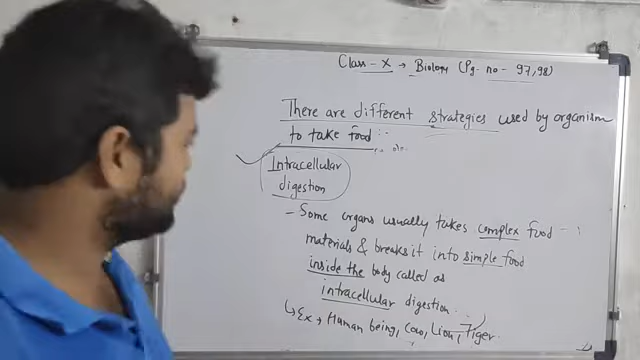 Class-X → Biology (Pg. no - 97,98)
There are different strategies used by organism
to take food :-
Intracellular
digestion
- Some organs usually takes complex food -
materials & breaks it into simple food
inside the body called as
intracellular digestion.
Ex → Human being, Cow, Lion, Tiger.